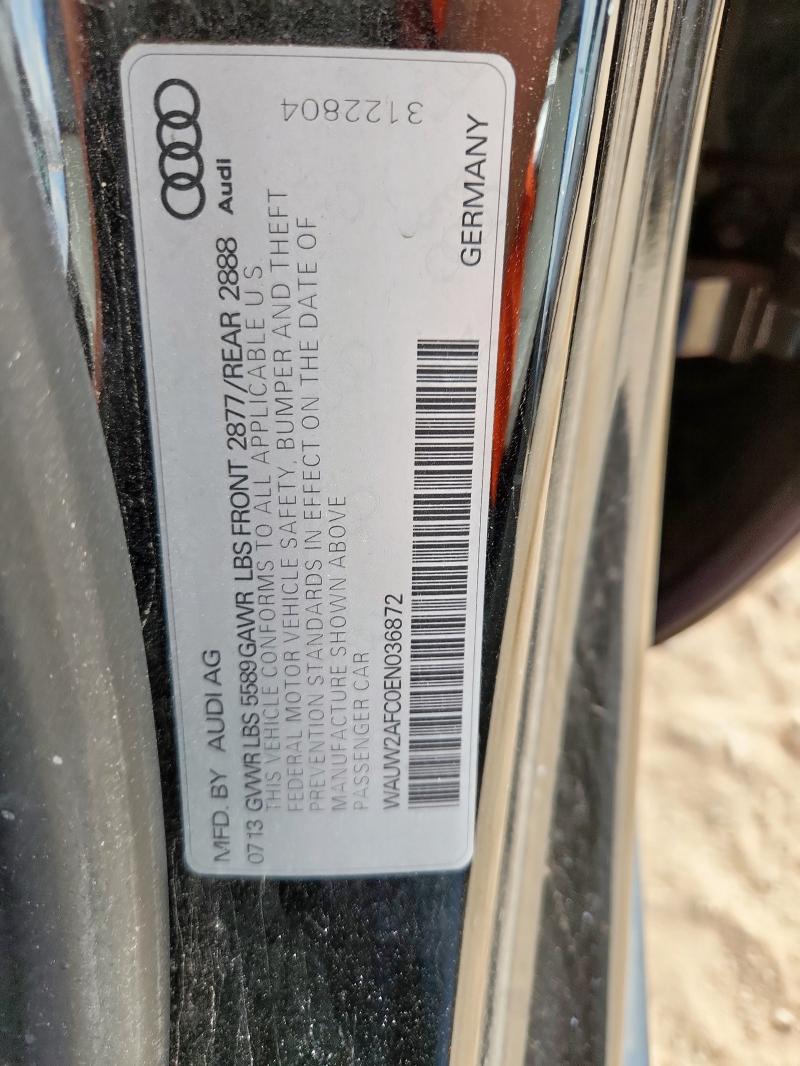 MFD. BY AUDI AG
Audi
07 13 GVWR LBS 5589 GAWR LBS FRONT 2877/REAR 2888
THIS VEHICLE CONFORMS TO ALL APPLICABLE U.S
FEDERAL MOTOR VEHICLE SAFETY, BUMPER AND THEFT
PREVENTION STANDARDS IN EFFECT ON THE DATE OF
MANUFACTURE SHOWN ABOVE
PASSENGER CAR
WAUW2AFC0EN036872
GERMANY
3122804